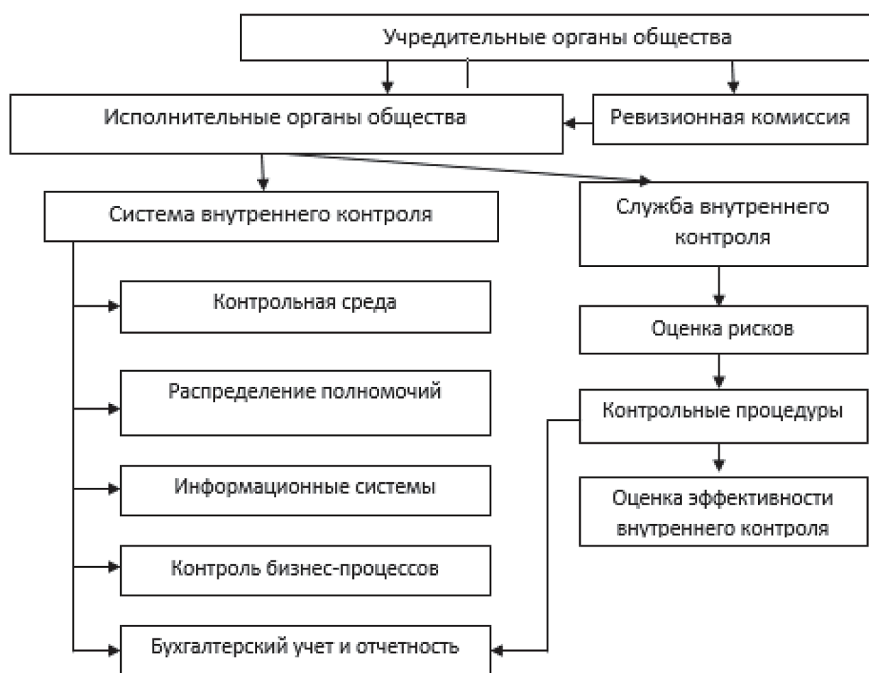 Учредительные органы общества
Исполнительные органы общества
Ревизионная комиссия
Система внутреннего контроля
Служба внутреннего
контроля
Контрольная среда
Оценка рисков
Распределение полномочий
Контрольные процедуры
Информационные системы
Оценка эффективности
внутреннего контроля
Контроль бизнес-процессов
Бухгалтерский учет и отчетность